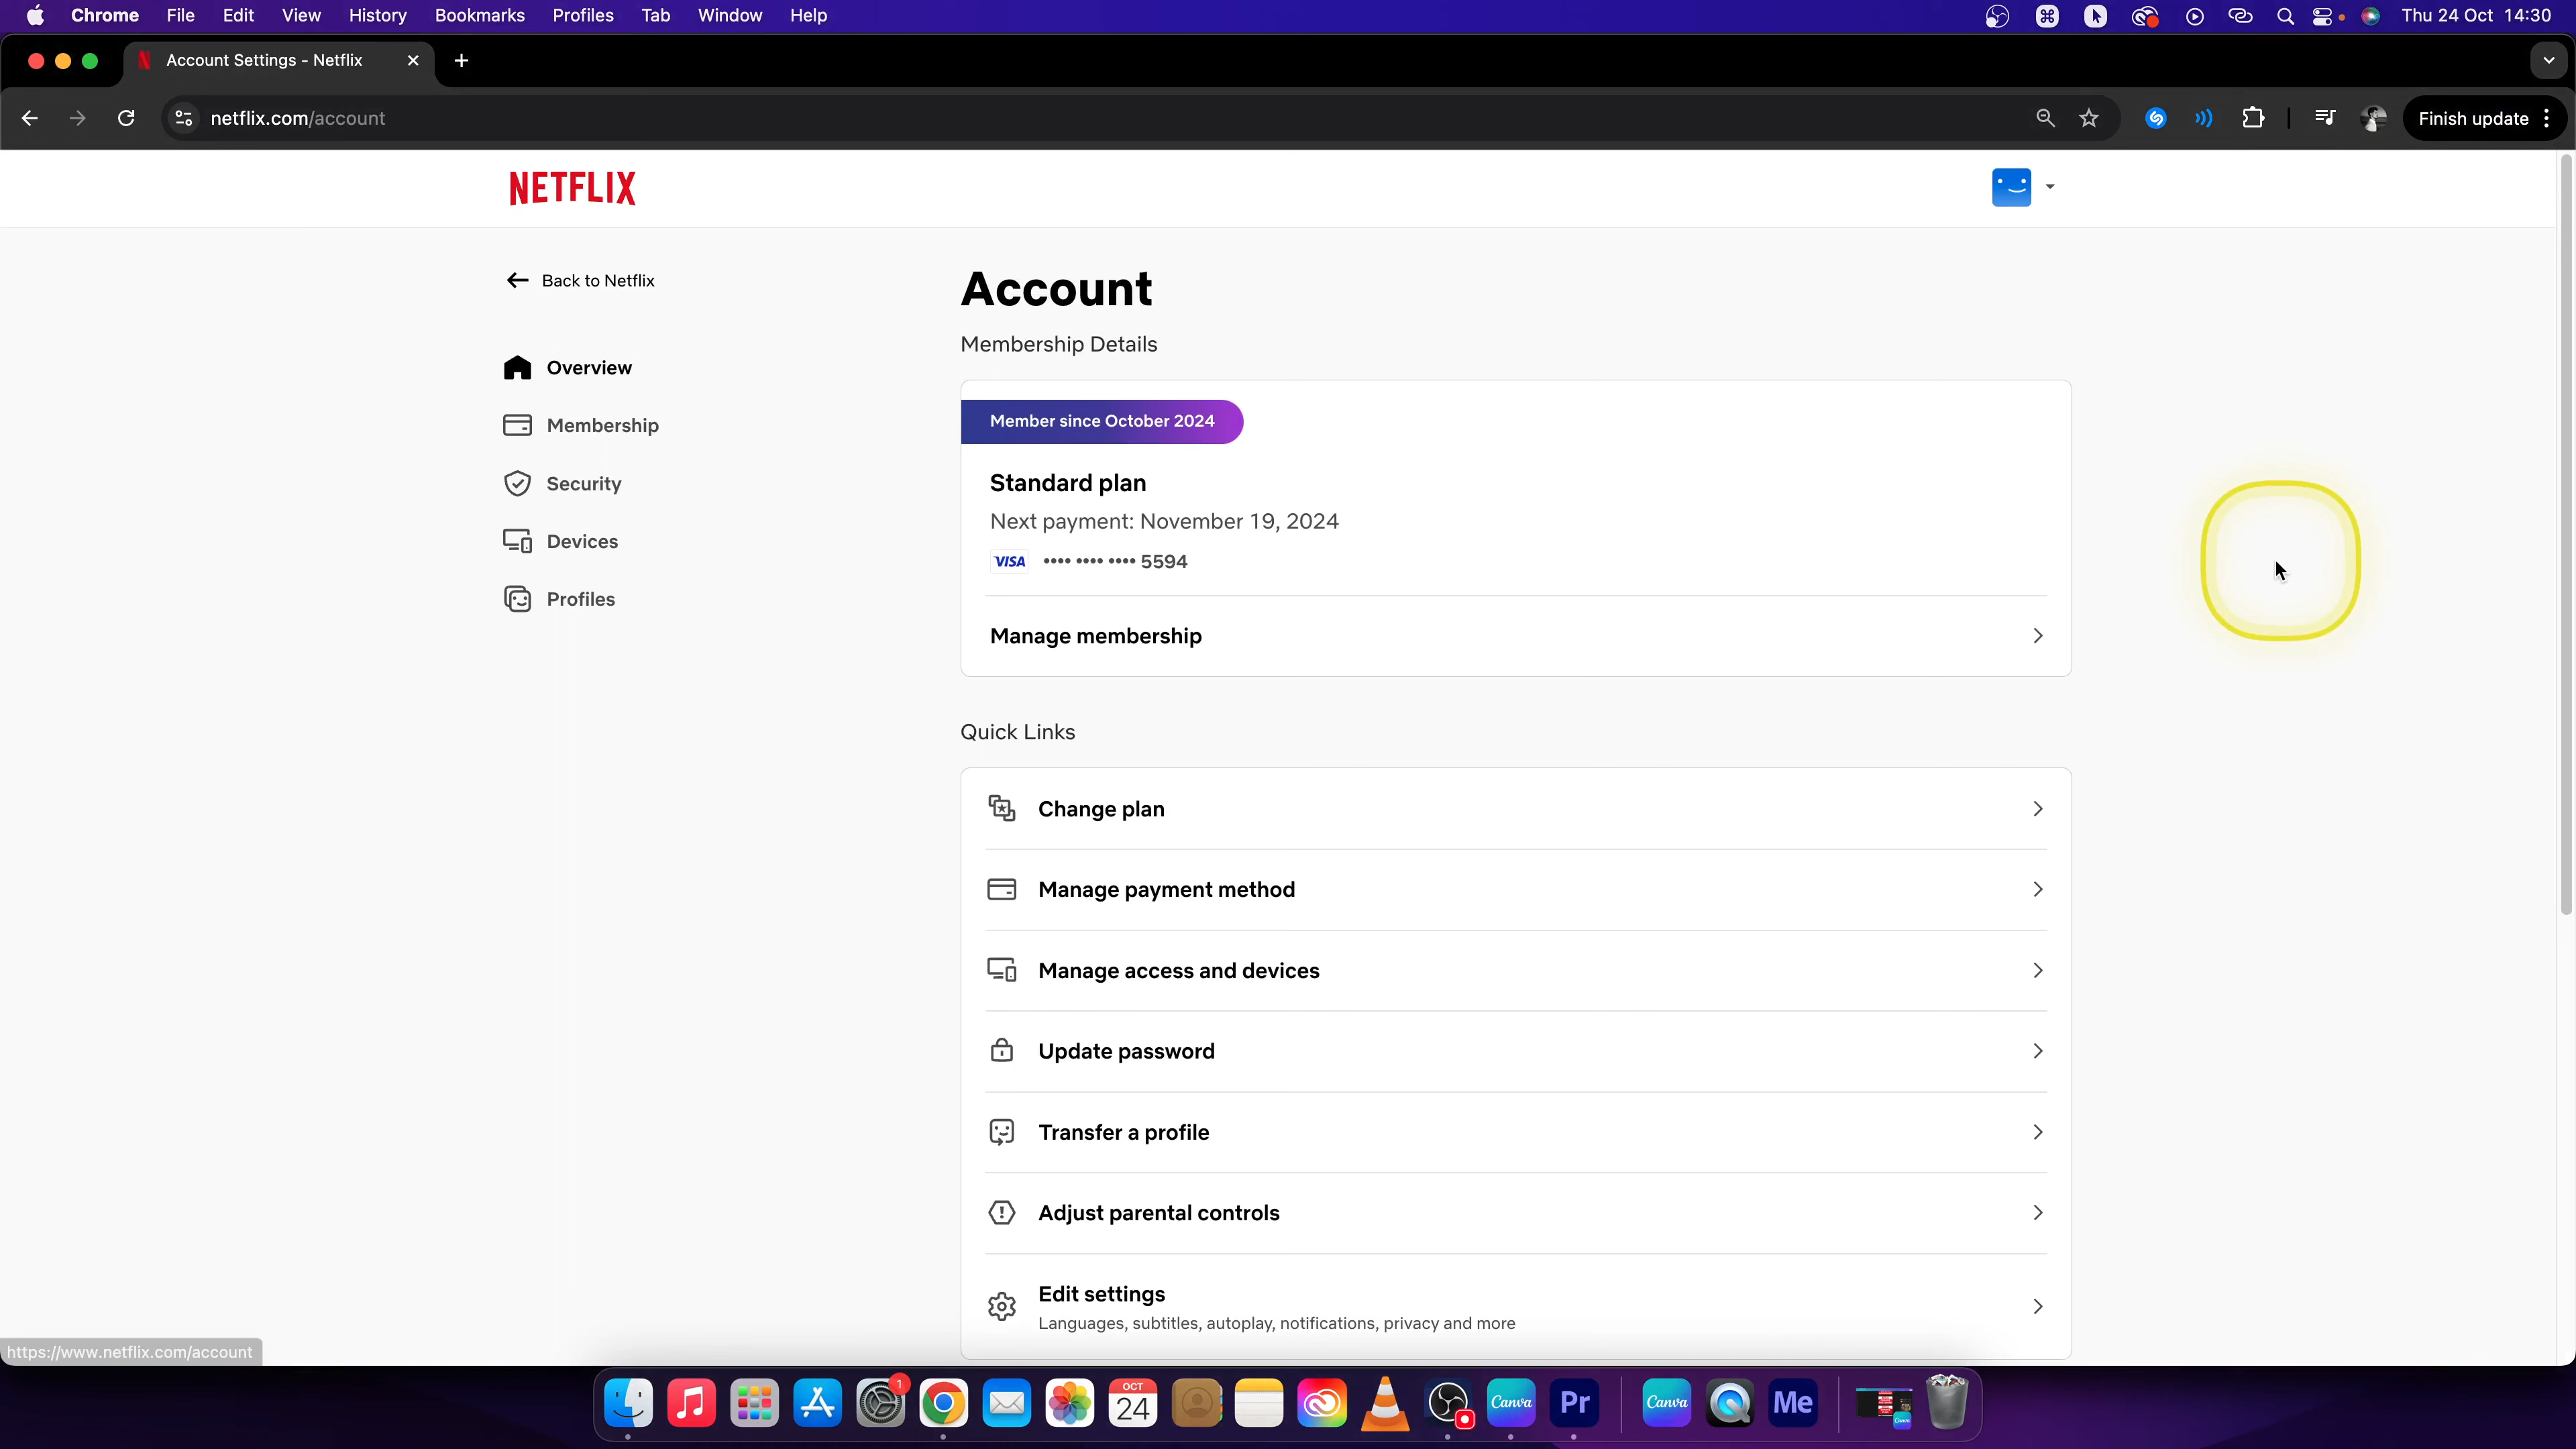 Chrome File Edit View History Bookmarks Profiles Tab Window Help Thu 24 Oct 14:30
Account Settings - Netflix
netflix.com/account
Finish update
NETFLIX
Back to Netflix
Overview
Membership
Security
Devices
Profiles
Account
Membership Details
Member since October 2024
Standard plan
Next payment: November 19, 2024
VISA •••• •••• •••• 5594
Manage membership
Quick Links
Change plan
Manage payment method
Manage access and devices
Update password
Transfer a profile
Adjust parental controls
Edit settings
Languages, subtitles, autoplay, notifications, privacy and more
https://www.netflix.com/account
1
OCT
24
Canva
Pr
Canva
Me